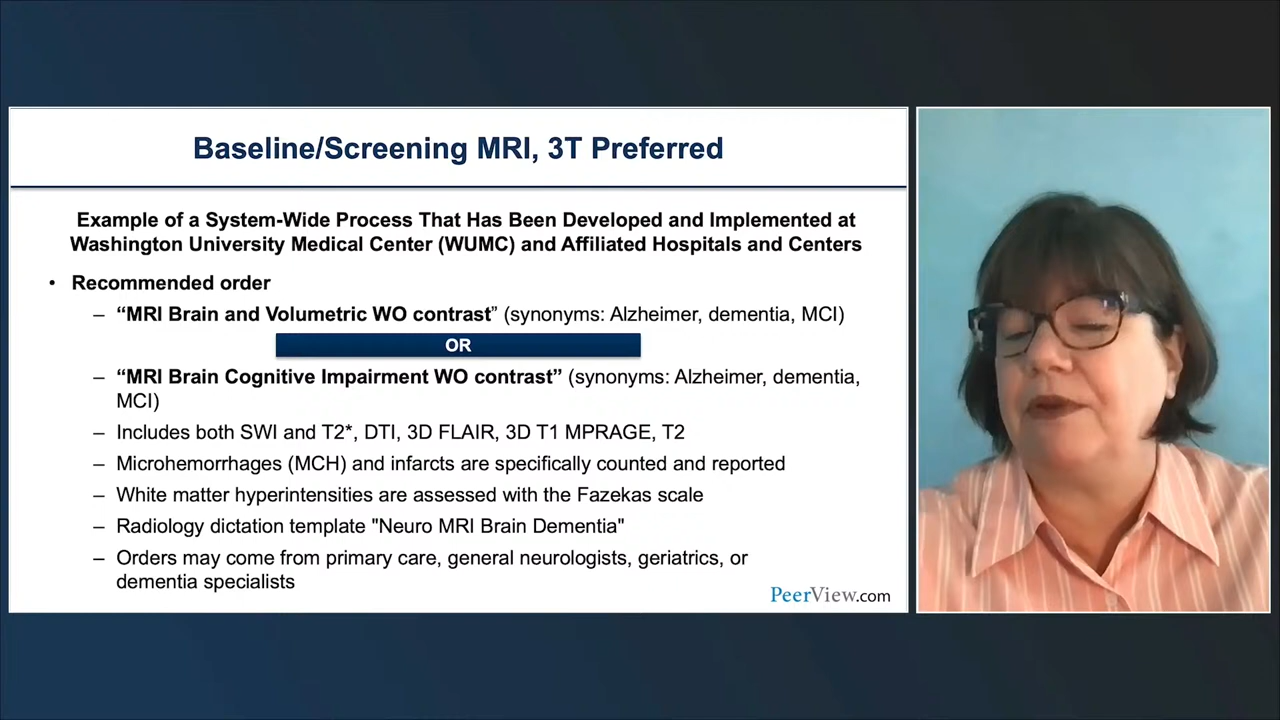 Baseline/Screening MRI, 3T Preferred
Example of a System-Wide Process That Has Been Developed and Implemented at
Washington University Medical Center (WUMC) and Affiliated Hospitals and Centers
• Recommended order
– “MRI Brain and Volumetric WO contrast” (synonyms: Alzheimer, dementia, MCI)
OR
– “MRI Brain Cognitive Impairment WO contrast” (synonyms: Alzheimer, dementia,
MCI)
– Includes both SWI and T2*, DTI, 3D FLAIR, 3D T1 MPRAGE, T2
– Microhemorrhages (MCH) and infarcts are specifically counted and reported
– White matter hyperintensities are assessed with the Fazekas scale
– Radiology dictation template "Neuro MRI Brain Dementia"
– Orders may come from primary care, general neurologists, geriatrics, or
dementia specialists
PeerView.com